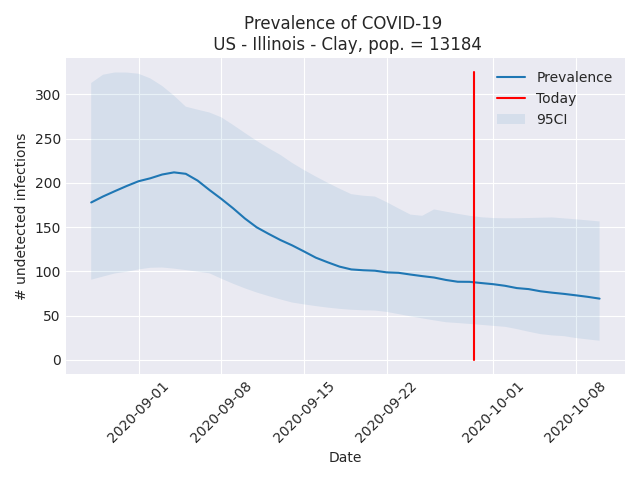 Prevalence of COVID-19
US - Illinois - Clay, pop. = 13184
Prevalence
Today
95CI
# undetected infections
300
250
200
150
100
50
0
2020-09-01
2020-09-08
2020-09-15
2020-09-22
2020-10-01
2020-10-08
Date